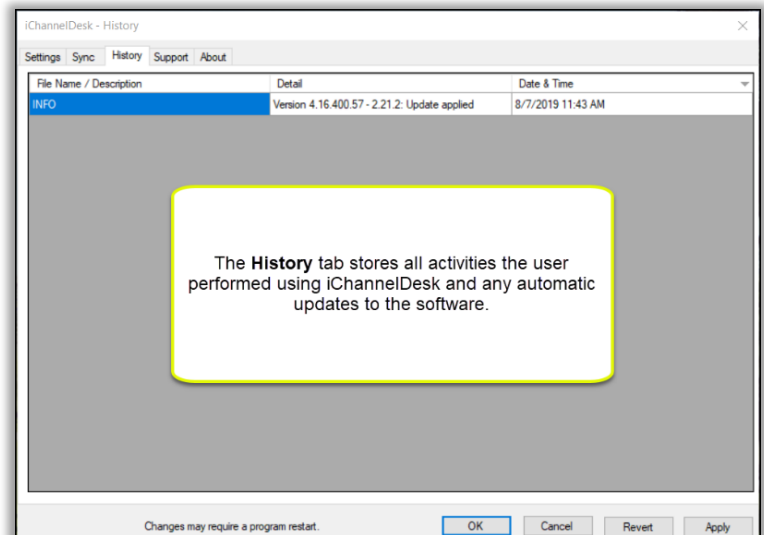 iChannelDesk - History
Settings Sync History Support About
File Name / Description Detail Date & Time
INFO Version 4.16.400.57 - 2.21.2: Update applied 8/7/2019 11:43 AM
The History tab stores all activities the user
performed using iChannelDesk and any automatic
updates to the software.
Changes may require a program restart. OK Cancel Revert Apply